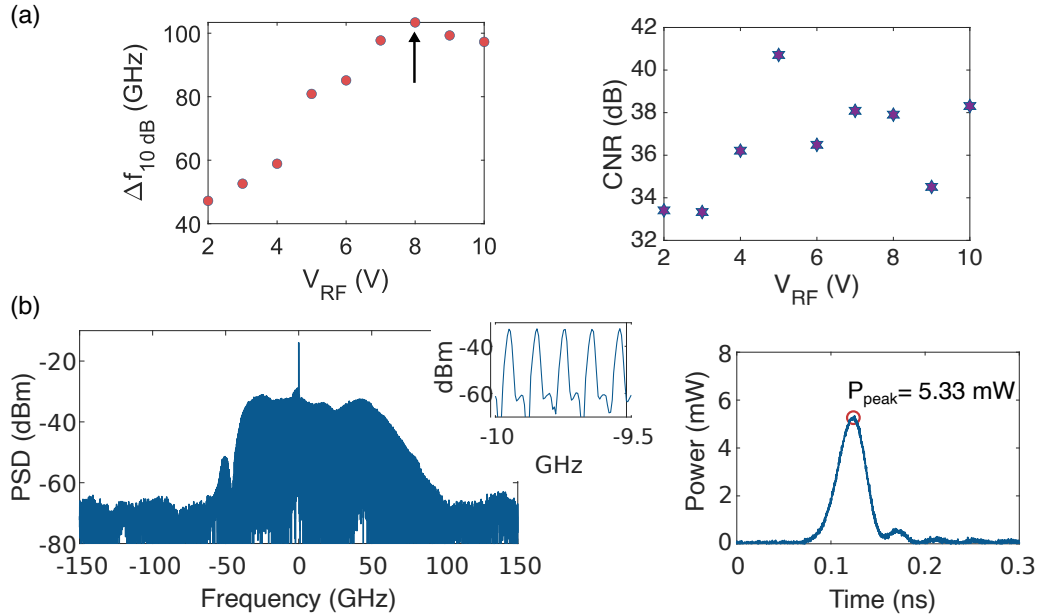 (a)
100
80
60
40
Δf10 dB (GHz)
2 4 6 8 10
VRF (V)
42
40
38
36
34
32
CNR (dB)
2 4 6 8 10
VRF (V)
(b)
-20
-40
-60
-80
PSD (dBm)
-150 -100 -50 0 50 100 150
Frequency (GHz)
-40
-60
dBm
-10 -9.5
GHz
8
6
4
2
0
Power (mW)
Ppeak= 5.33 mW
0 0.1 0.2 0.3
Time (ns)